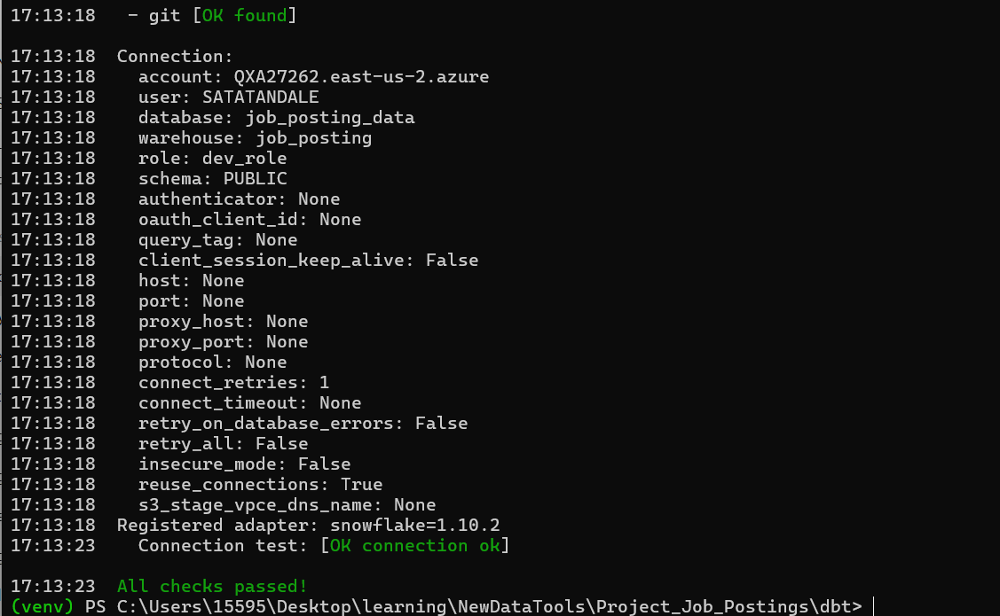 17:13:18   - git [OK found]
17:13:18  Connection:
17:13:18    account: QXA27262.east-us-2.azure
17:13:18    user: SATATANDALE
17:13:18    database: job_posting_data
17:13:18    warehouse: job_posting
17:13:18    role: dev_role
17:13:18    schema: PUBLIC
17:13:18    authenticator: None
17:13:18    oauth_client_id: None
17:13:18    query_tag: None
17:13:18    client_session_keep_alive: False
17:13:18    host: None
17:13:18    port: None
17:13:18    proxy_host: None
17:13:18    proxy_port: None
17:13:18    protocol: None
17:13:18    connect_retries: 1
17:13:18    connect_timeout: None
17:13:18    retry_on_database_errors: False
17:13:18    retry_all: False
17:13:18    insecure_mode: False
17:13:18    reuse_connections: True
17:13:18    s3_stage_vpce_dns_name: None
17:13:18  Registered adapter: snowflake=1.10.2
17:13:23    Connection test: [OK connection ok]
17:13:23  All checks passed!
(venv) PS C:\Users\15595\Desktop\learning\NewDataTools\Project_Job_Postings\dbt>